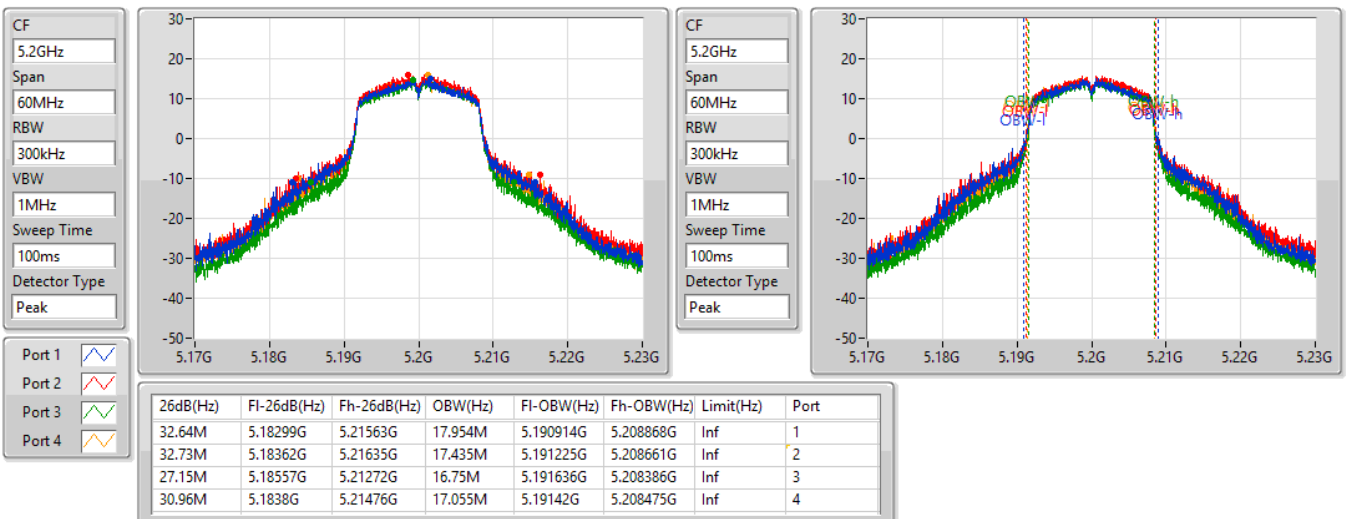 CF
5.2GHz
Span
60MHz
RBW
300kHz
VBW
1MHz
Sweep Time
100ms
Detector Type
Peak
30
20
10
0
-10
-20
-30
-40
-50
5.17G 5.18G 5.19G 5.2G 5.21G 5.22G 5.23G
CF
5.2GHz
Span
60MHz
RBW
300kHz
VBW
1MHz
Sweep Time
100ms
Detector Type
Peak
30
20
10
0
-10
-20
-30
-40
-50
OBW-l OBW-h
5.17G 5.18G 5.19G 5.2G 5.21G 5.22G 5.23G
Port 1
Port 2
Port 3
Port 4
26dB(Hz) Fl-26dB(Hz) Fh-26dB(Hz) OBW(Hz) Fl-OBW(Hz) Fh-OBW(Hz) Limit(Hz) Port
32.64M 5.18299G 5.21563G 17.954M 5.190914G 5.208868G Inf 1
32.73M 5.18362G 5.21635G 17.435M 5.191225G 5.208661G Inf 2
27.15M 5.18557G 5.21272G 16.75M 5.191636G 5.208386G Inf 3
30.96M 5.1838G 5.21476G 17.055M 5.19142G 5.208475G Inf 4